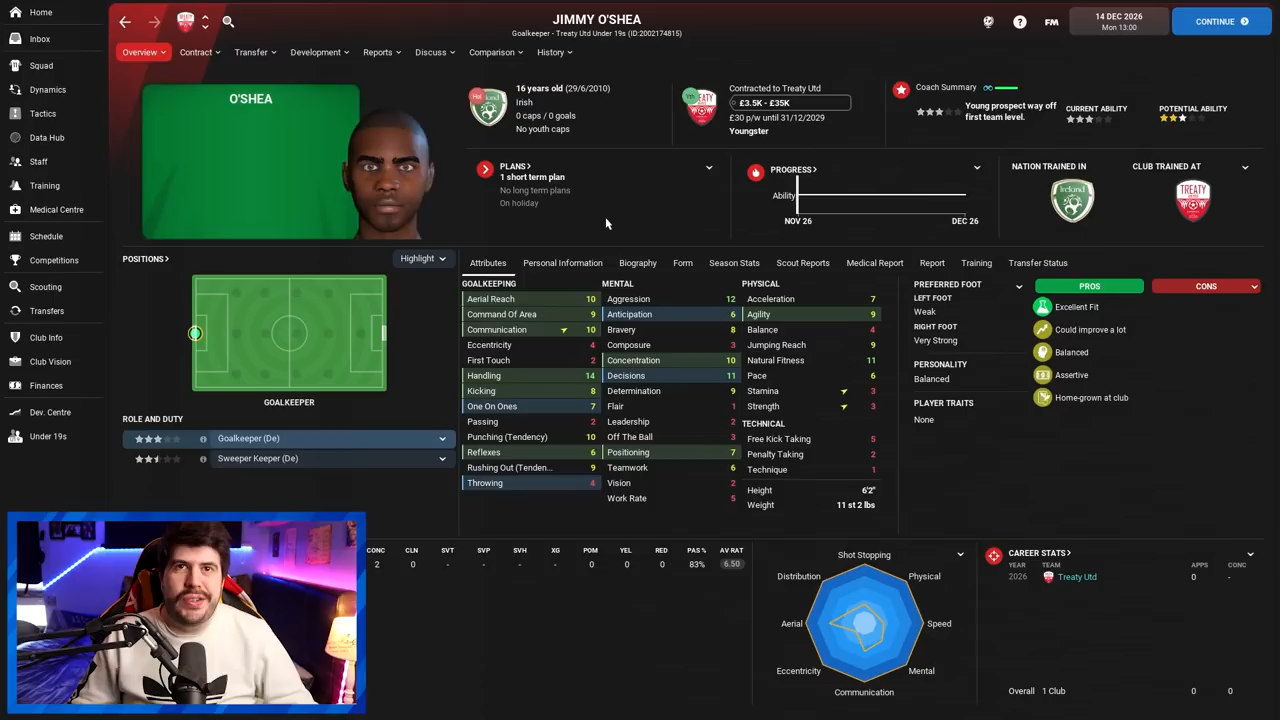 Home
Inbox
Squad
Dynamics
Tactics
Data Hub
Staff
Training
Medical Centre
Schedule
Competitions
Scouting
Transfers
Club Info
Club Vision
Finances
Dev. Centre
Under 19s
JIMMY O'SHEA
Goalkeeper - Treaty Utd Under 19s (ID:2002174815)
FM
14 DEC 2026
Mon 13:00
CONTINUE
Overview
Contract
Transfer
Development
Reports
Discuss
Comparison
History
O'SHEA
Hol
16 years old (29/6/2010)
Irish
0 caps / 0 goals
No youth caps
Yth
Contracted to Treaty Utd
£3.5K - £35K
£30 p/w until 31/12/2029
Youngster
Coach Summary
Young prospect way off
first team level.
CURRENT ABILITY
POTENTIAL ABILITY
PLANS
1 short term plan
No long term plans
On holiday
PROGRESS
Ability
NOV 26
DEC 26
NATION TRAINED IN
CLUB TRAINED AT
POSITIONS
Highlight
GOALKEEPER
ROLE AND DUTY
Goalkeeper (De)
Sweeper Keeper (De)
Attributes
Personal Information
Biography
Form
Season Stats
Scout Reports
Medical Report
Report
Training
Transfer Status
GOALKEEPING
Aerial Reach 10
Command Of Area 9
Communication 10
Eccentricity 4
First Touch 2
Handling 14
Kicking 8
One On Ones 7
Passing 2
Punching (Tendency) 10
Reflexes 6
Rushing Out (Tenden... 9
Throwing 4
MENTAL
Aggression 12
Anticipation 6
Bravery 8
Composure 3
Concentration 10
Decisions 11
Determination 9
Flair 1
Leadership 2
Off The Ball 3
Positioning 7
Teamwork 6
Vision 2
Work Rate 5
PHYSICAL
Acceleration 7
Agility 9
Balance 4
Jumping Reach 9
Natural Fitness 11
Pace 6
Stamina 3
Strength 3
TECHNICAL
Free Kick Taking 5
Penalty Taking 2
Technique 1
Height 6'2"
Weight 11 st 2 lbs
PREFERRED FOOT
LEFT FOOT
Weak
RIGHT FOOT
Very Strong
PERSONALITY
Balanced
PLAYER TRAITS
None
PROS
CONS
Excellent Fit
Could improve a lot
Balanced
Assertive
Home-grown at club
CONC CLN SVT SVP SVH XG POM YEL RED PAS % AV RAT
2 0 - - - - 0 0 0 83% 6.50
Shot Stopping
Distribution
Physical
Aerial
Speed
Eccentricity
Mental
Communication
CAREER STATS
YEAR TEAM APPS CONC
2026 Treaty Utd 0 -
Overall 1 Club 0 0